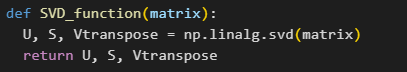 def SVD_function(matrix):
  U, S, Vtranspose = np.linalg.svd(matrix)
  return U, S, Vtranspose